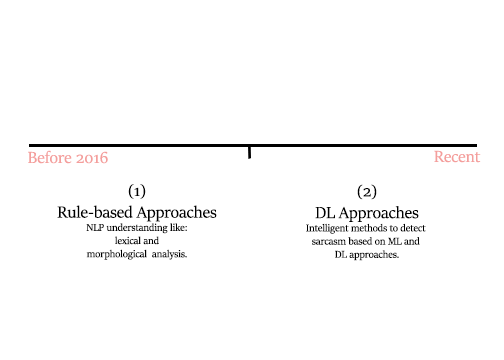 Before 2016
Recent
(1)
Rule-based Approaches
NLP understanding like:
lexical and
morphological analysis.
(2)
DL Approaches
Intelligent methods to detect
sarcasm based on ML and
DL approaches.